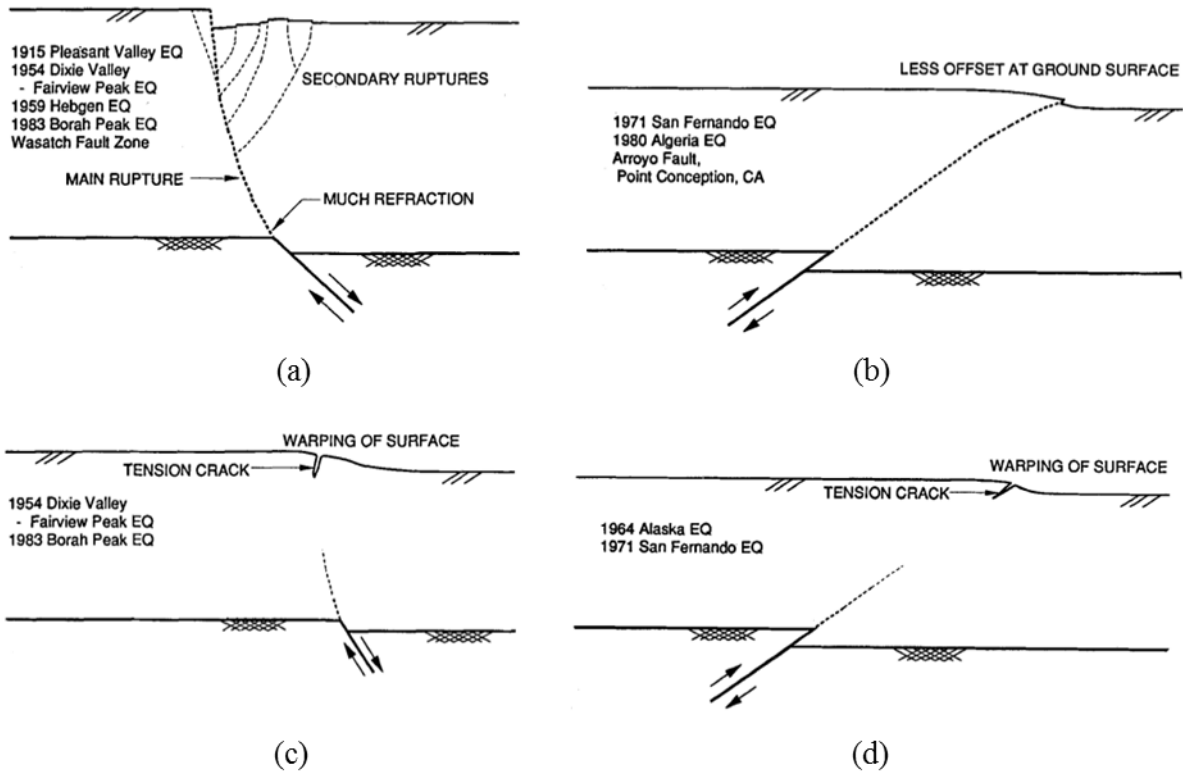 1915 Pleasant Valley EQ
1954 Dixie Valley
- Fairview Peak EQ
1959 Hebgen EQ
1983 Borah Peak EQ
Wasatch Fault Zone
SECONDARY RUPTURES
MAIN RUPTURE
MUCH REFRACTION
(a)
LESS OFFSET AT GROUND SURFACE
1971 San Fernando EQ
1980 Algeria EQ
Arroyo Fault,
Point Conception, CA
(b)
WARPING OF SURFACE
TENSION CRACK
1954 Dixie Valley
- Fairview Peak EQ
1983 Borah Peak EQ
(c)
WARPING OF SURFACE
TENSION CRACK
1964 Alaska EQ
1971 San Fernando EQ
(d)